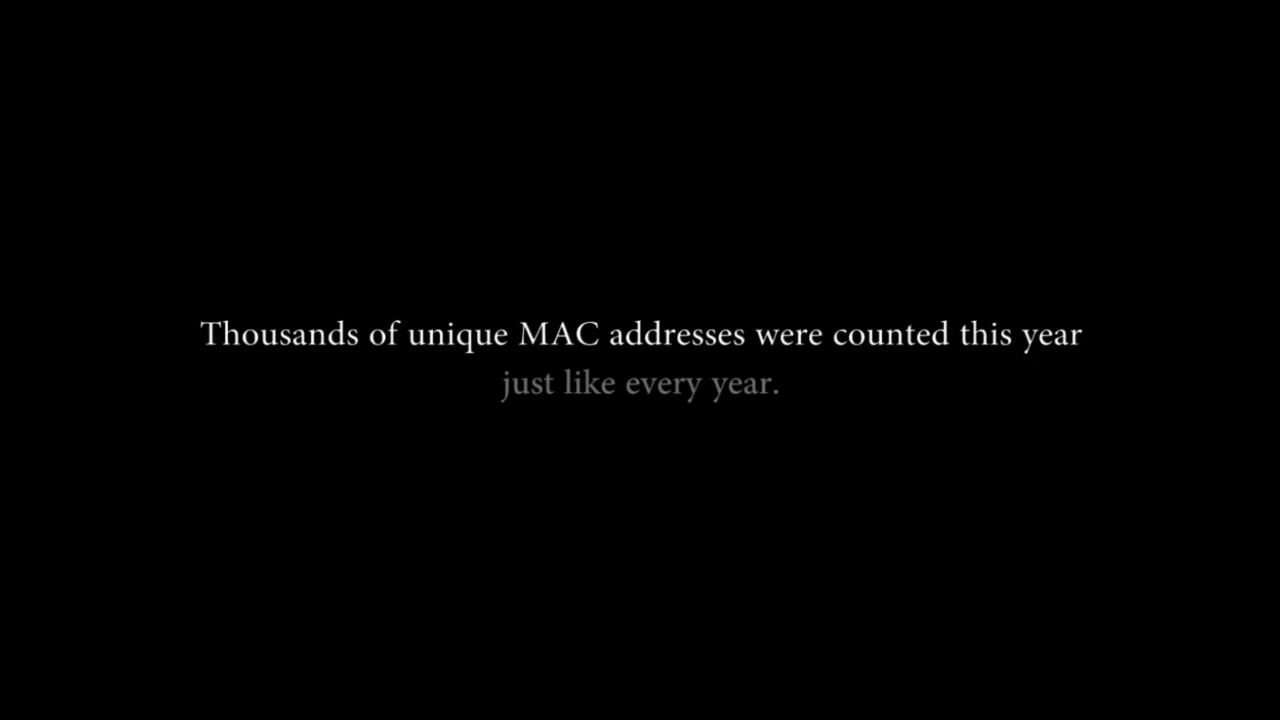 Thousands of unique MAC addresses were counted this year
just like every year.